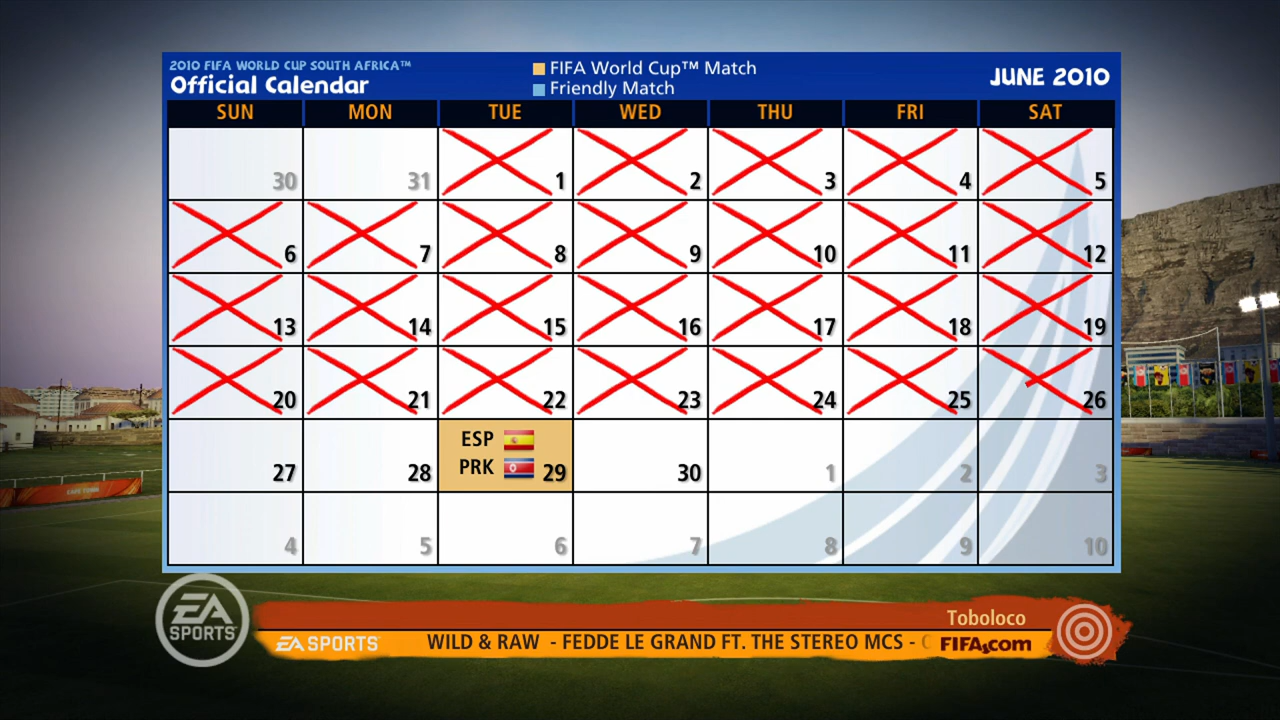 2010 FIFA WORLD CUP SOUTH AFRICA™
Official Calendar
FIFA World Cup™ Match
Friendly Match
JUNE 2010
SUN MON TUE WED THU FRI SAT
30 31 1 2 3 4 5
6 7 8 9 10 11 12
13 14 15 16 17 18 19
20 21 22 23 24 25 26
ESP
PRK
27 28 29 30 1 2 3
4 5 6 7 8 9 10
CAPE TOWN
EA SPORTS
Toboloco
EA SPORTS WILD & RAW - FEDDE LE GRAND FT. THE STEREO MCS - FIFA.com